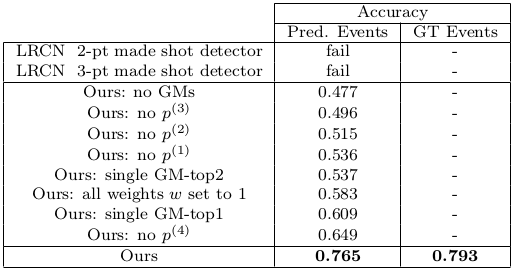 Accuracy
Pred. Events GT Events
LRCN 2-pt made shot detector fail -
LRCN 3-pt made shot detector fail -
Ours: no GMs 0.477 -
Ours: no p(3) 0.496 -
Ours: no p(2) 0.515 -
Ours: no p(1) 0.536 -
Ours: single GM-top2 0.537 -
Ours: all weights w set to 1 0.583 -
Ours: single GM-top1 0.609 -
Ours: no p(4) 0.649 -
Ours 0.765 0.793